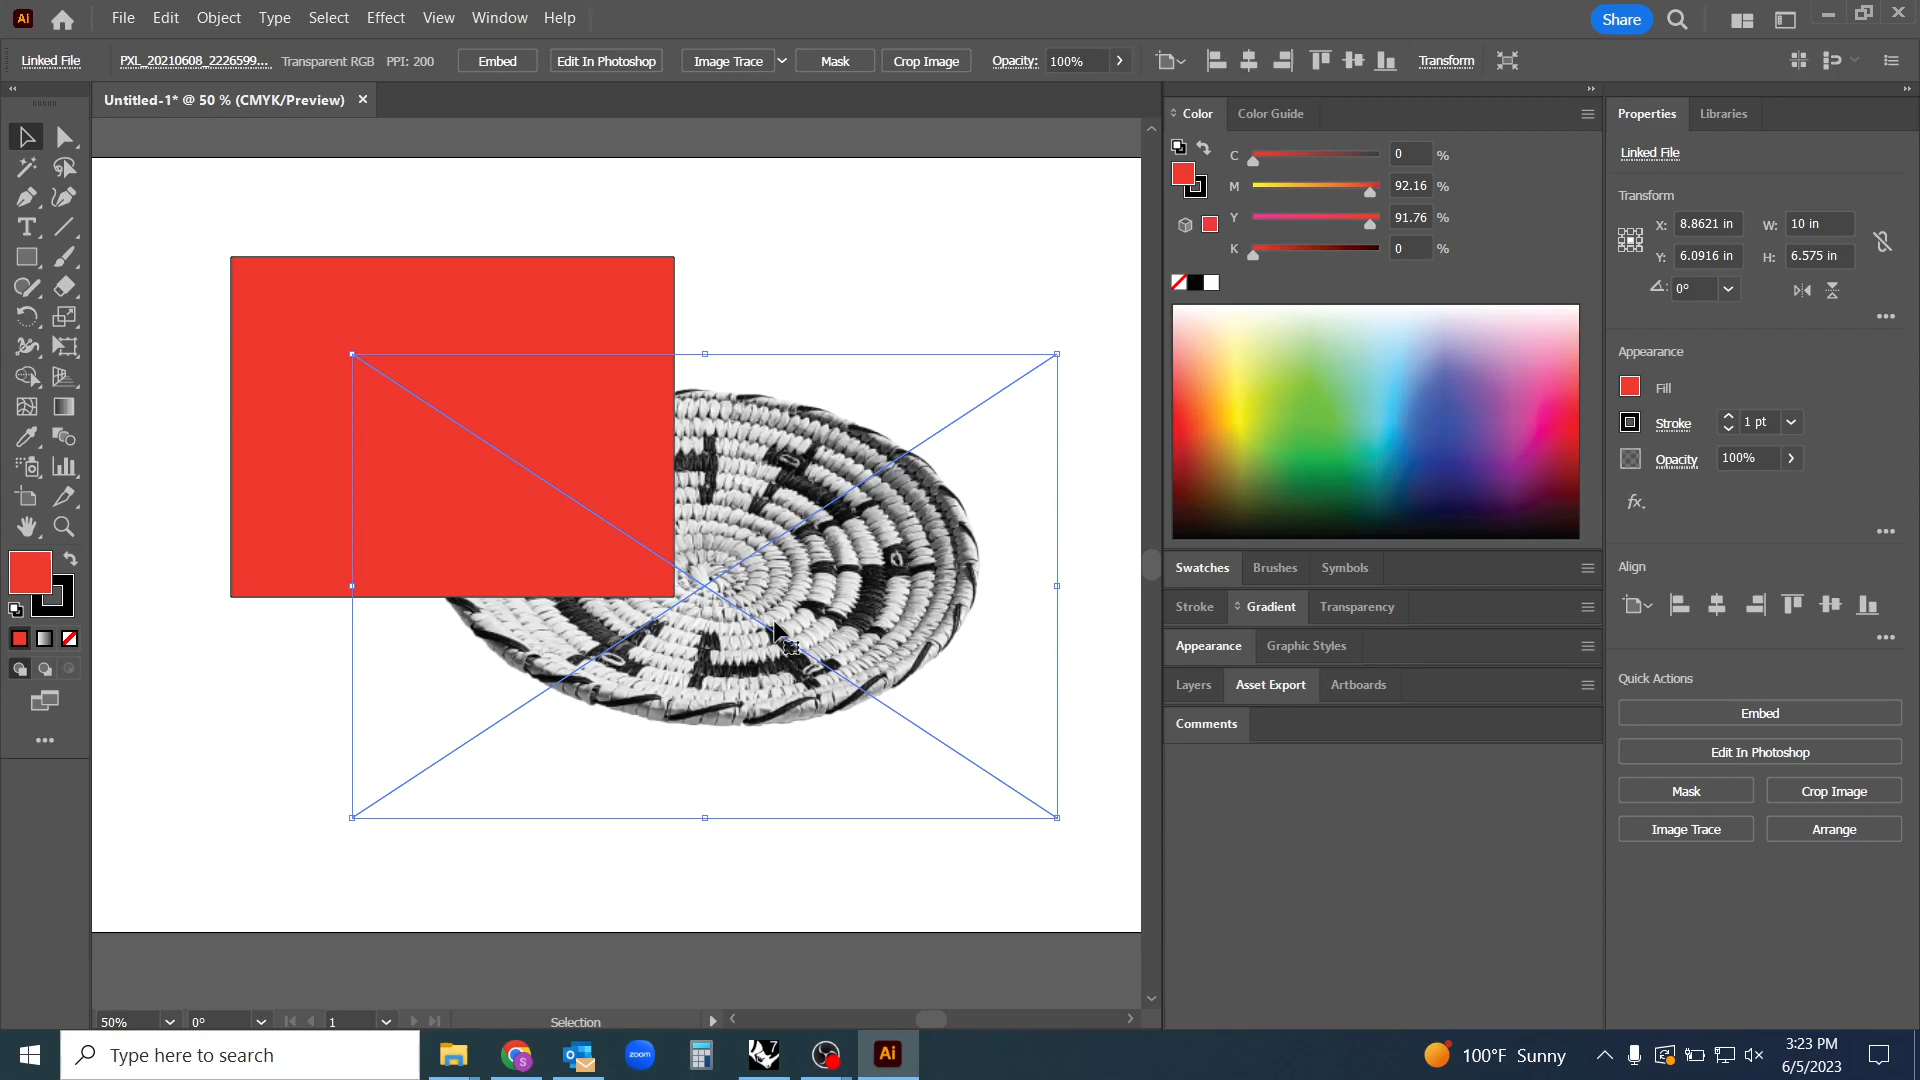 Ai File Edit Object Type Select Effect View Window Help Share
Linked File PXL_20210608_2226599... Transparent RGB PPI: 200 Embed Edit In Photoshop Image Trace Mask Crop Image Opacity: 100% Transform
Untitled-1* @ 50 % (CMYK/Preview)
Color Color Guide
C 0 %
M 92.16 %
Y 91.76 %
K 0 %
Swatches Brushes Symbols
Stroke Gradient Transparency
Appearance Graphic Styles
Layers Asset Export Artboards
Comments
Properties Libraries
Linked File
Transform
X: 8.8621 in W: 10 in
Y: 6.0916 in H: 6.575 in
0°
Appearance
Fill
Stroke 1 pt
Opacity 100%
fx.
Align
Quick Actions
Embed
Edit In Photoshop
Mask Crop Image
Image Trace Arrange
50% 0° 1 Selection
Type here to search
zoom
7
Ai
100°F Sunny
3:23 PM
6/5/2023